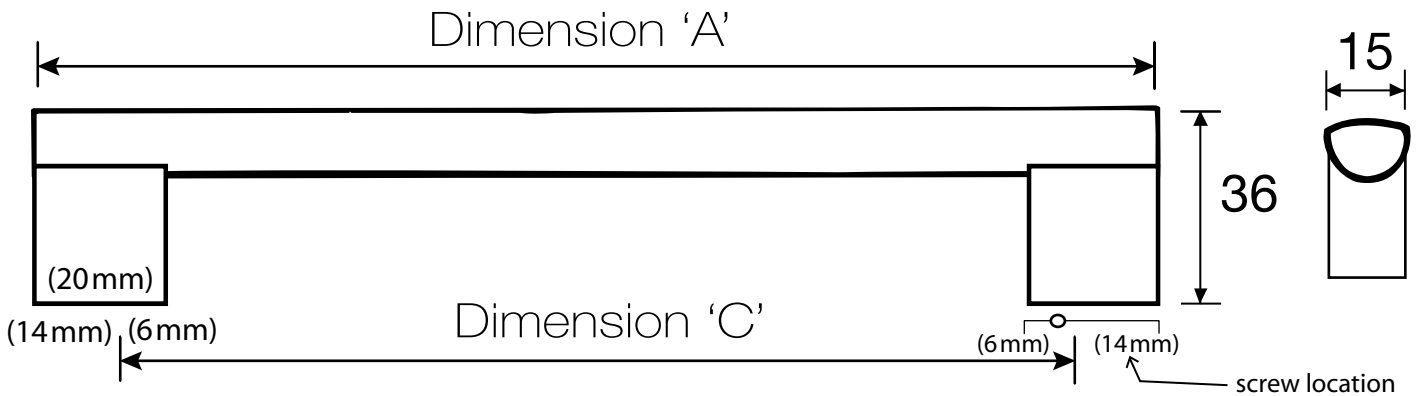 Dimension ‘A’
15
36
(20mm)
(14mm) (6mm)
Dimension ‘C’
(6mm) (14mm)
screw location